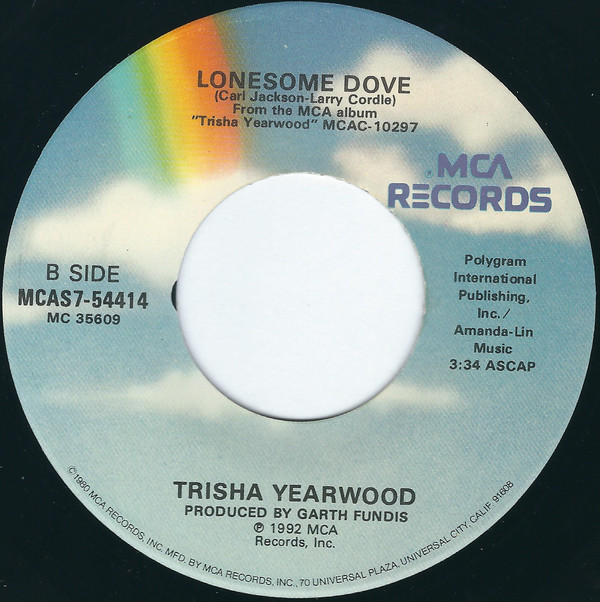 LONESOME DOVE
(Carl Jackson-Larry Cordle)
From the MCA album
"Trisha Yearwood" MCAC-10297
MCA
RECORDS
B SIDE
MCAS7-54414
MC 35609
Polygram
International
Publishing,
Inc./
Amanda-Lin
Music
3:34 ASCAP
TRISHA YEARWOOD
PRODUCED BY GARTH FUNDIS
℗ 1992 MCA
Records, Inc.
©1980 MCA RECORDS, INC. MFD. BY MCA RECORDS, INC., 70 UNIVERSAL PLAZA, UNIVERSAL CITY, CALIF. 91608